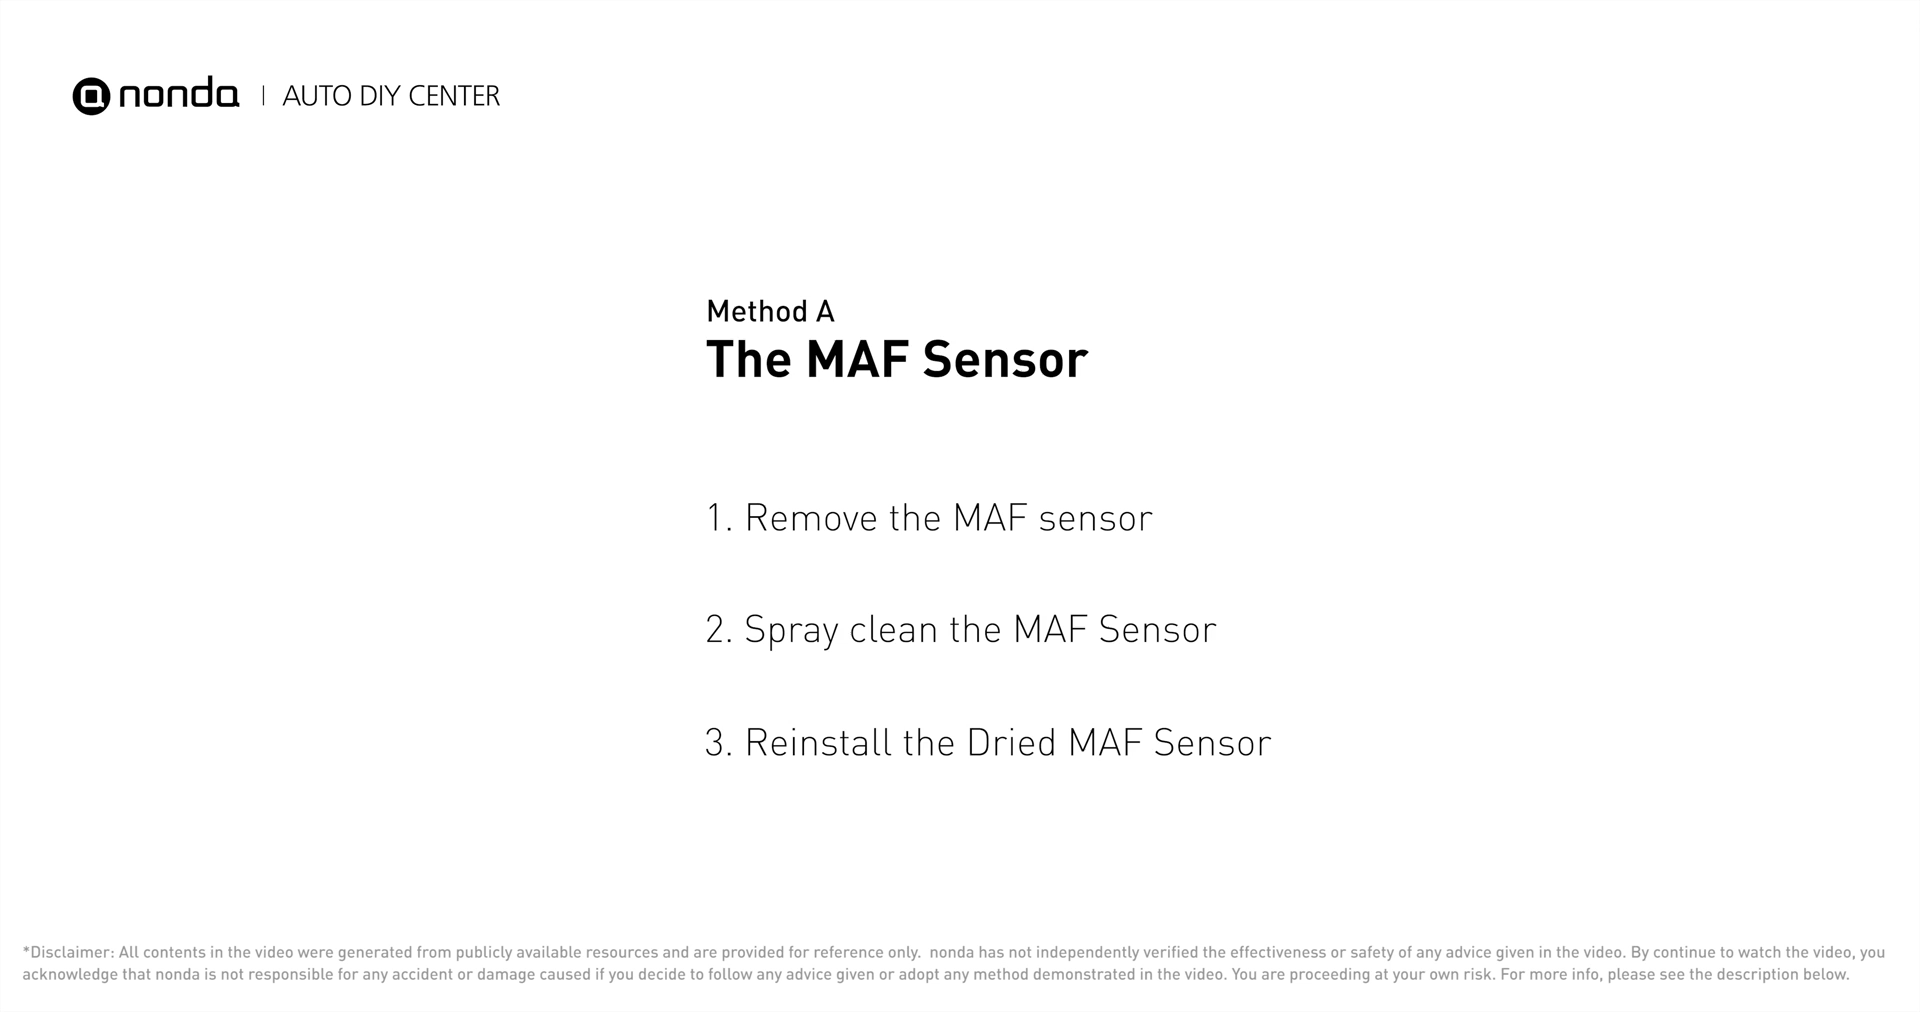 nonda | AUTO DIY CENTER
Method A
The MAF Sensor
1. Remove the MAF sensor
2. Spray clean the MAF Sensor
3. Reinstall the Dried MAF Sensor
*Disclaimer: All contents in the video were generated from publicly available resources and are provided for reference only.  nonda has not independently verified the effectiveness or safety of any advice given in the video. By continue to watch the video, you
acknowledge that nonda is not responsible for any accident or damage caused if you decide to follow any advice given or adopt any method demonstrated in the video. You are proceeding at your own risk. For more info, please see the description below.